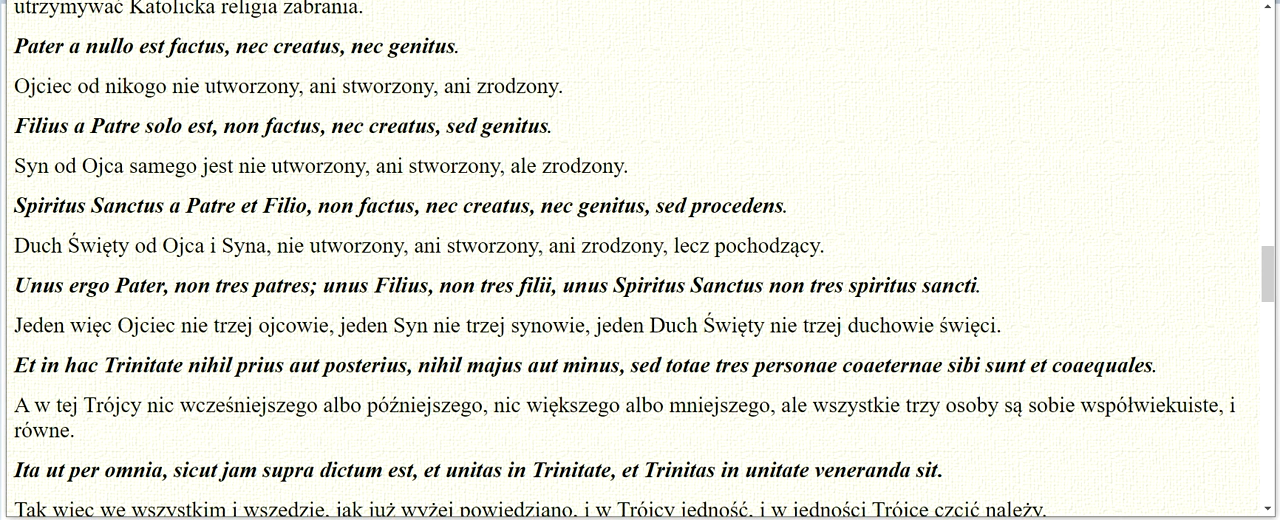 utrzymywać Katolicka religia zabrania.
Pater a nullo est factus, nec creatus, nec genitus.
Ojciec od nikogo nie utworzony, ani stworzony, ani zrodzony.
Filius a Patre solo est, non factus, nec creatus, sed genitus.
Syn od Ojca samego jest nie utworzony, ani stworzony, ale zrodzony.
Spiritus Sanctus a Patre et Filio, non factus, nec creatus, nec genitus, sed procedens.
Duch Święty od Ojca i Syna, nie utworzony, ani stworzony, ani zrodzony, lecz pochodzący.
Unus ergo Pater, non tres patres; unus Filius, non tres filii, unus Spiritus Sanctus non tres spiritus sancti.
Jeden więc Ojciec nie trzej ojcowie, jeden Syn nie trzej synowie, jeden Duch Święty nie trzej duchowie święci.
Et in hac Trinitate nihil prius aut posterius, nihil majus aut minus, sed totae tres personae coaeternae sibi sunt et coaequales.
A w tej Trójcy nic wcześniejszego albo późniejszego, nic większego albo mniejszego, ale wszystkie trzy osoby są sobie współwiekuiste, i
równe.
Ita ut per omnia, sicut jam supra dictum est, et unitas in Trinitate, et Trinitas in unitate veneranda sit.
Tak więc we wszystkim i wszędzie, jak już wyżej powiedziano, i w Trójcy jedność, i w jedności Trójcę czcić należy.